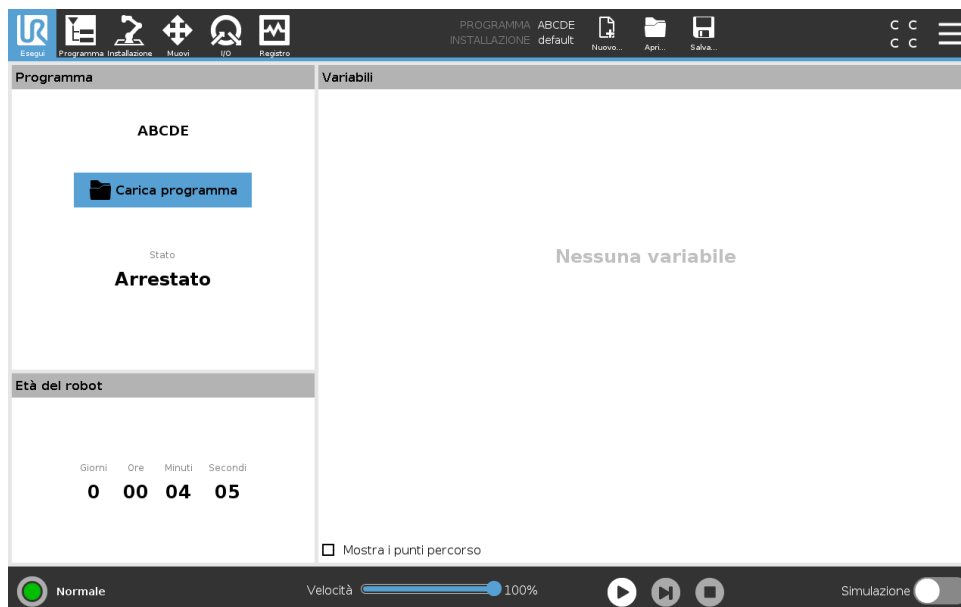 UR
Esegui
Programma
Installazione
Muovi
I/O
Registro
PROGRAMMA ABCDE
INSTALLAZIONE default
Nuovo...
Apri...
Salva...
C C
C C
Programma
ABCDE
Carica programma
Stato
Arrestato
Variabili
Nessuna variabile
Età del robot
Giorni Ore Minuti Secondi
0 00 04 05
Mostra i punti percorso
Normale
Velocità 100%
Simulazione